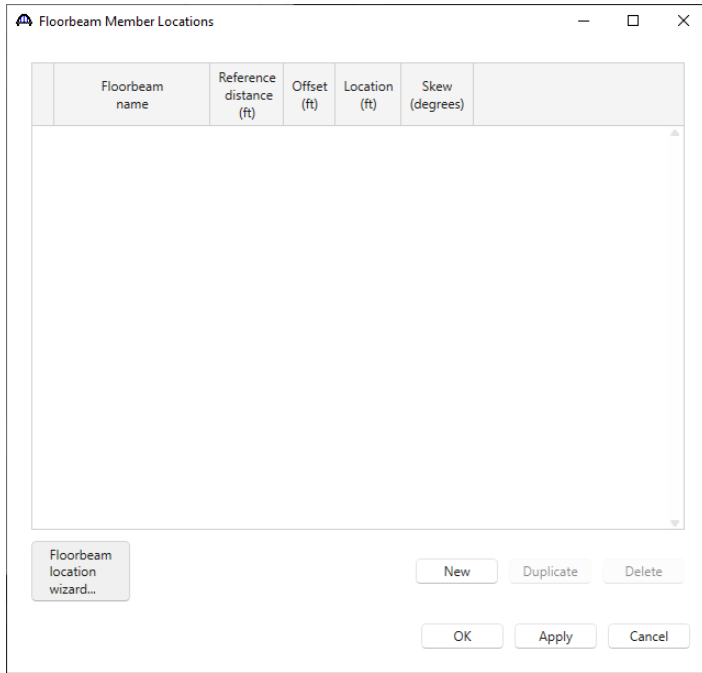 Floorbeam Member Locations
Floorbeam
name
Reference
distance
(ft)
Offset
(ft)
Location
(ft)
Skew
(degrees)
Floorbeam
location
wizard...
New
Duplicate
Delete
OK
Apply
Cancel